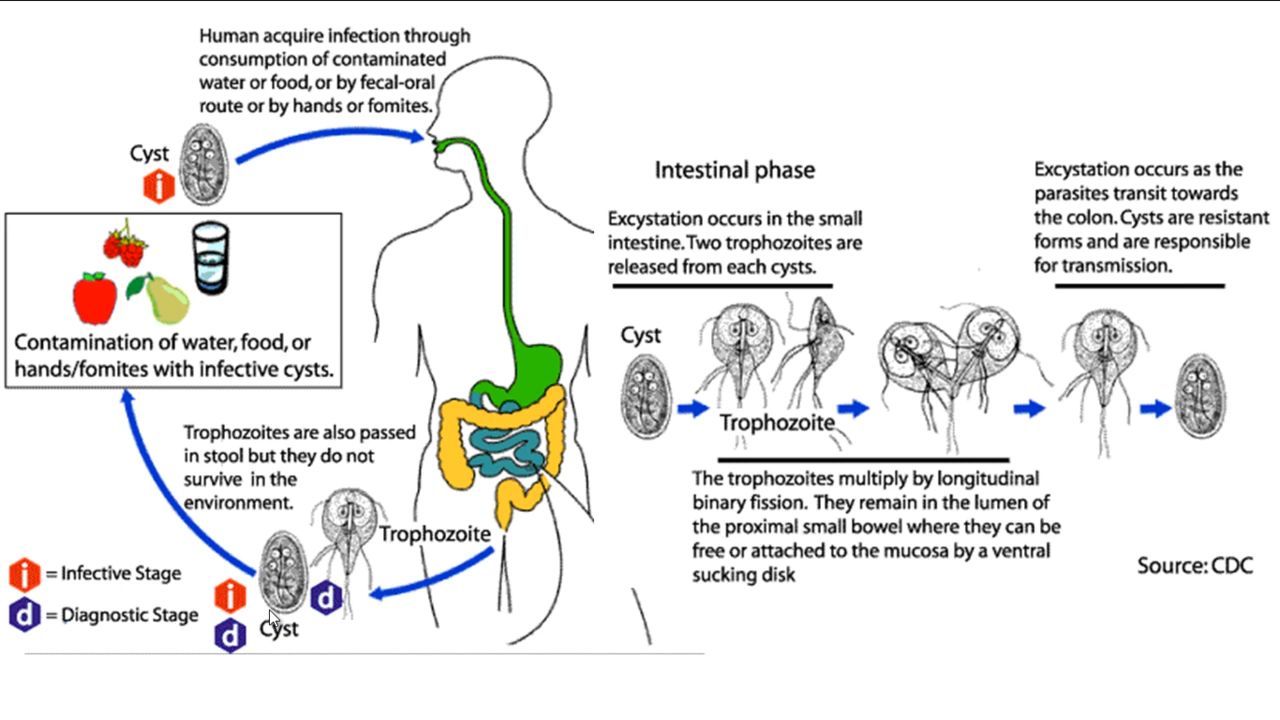 Human acquire infection through
consumption of contaminated
water or food, or by fecal-oral
route or by hands or fomites.
Cyst
i
Contamination of water, food, or
hands/fomites with infective cysts.
Trophozoites are also passed
in stool but they do not
survive in the
environment.
Trophozoite
i = Infective Stage
d = Diagnostic Stage
i
d
d
Cyst
Intestinal phase
Excystation occurs in the small
intestine. Two trophozoites are
released from each cysts.
Cyst
Trophozoite
The trophozoites multiply by longitudinal
binary fission. They remain in the lumen of
the proximal small bowel where they can be
free or attached to the mucosa by a ventral
sucking disk
Excystation occurs as the
parasites transit towards
the colon. Cysts are resistant
forms and are responsible
for transmission.
Source: CDC